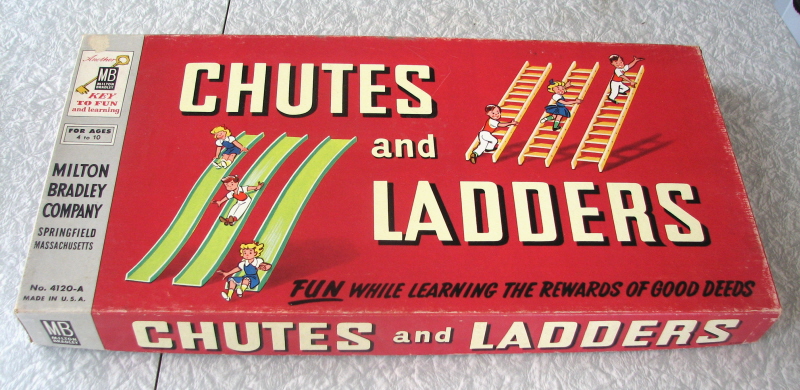 Another
MB
MILTON
BRADLEY
KEY
TO FUN
and learning
FOR AGES
4 to 10
MILTON
BRADLEY
COMPANY
SPRINGFIELD
MASSACHUSETTS
No. 4120-A
MADE IN U.S.A.
CHUTES
and
LADDERS
FUN WHILE LEARNING THE REWARDS OF GOOD DEEDS
MB
MILTON
BRADLEY
CHUTES and LADDERS